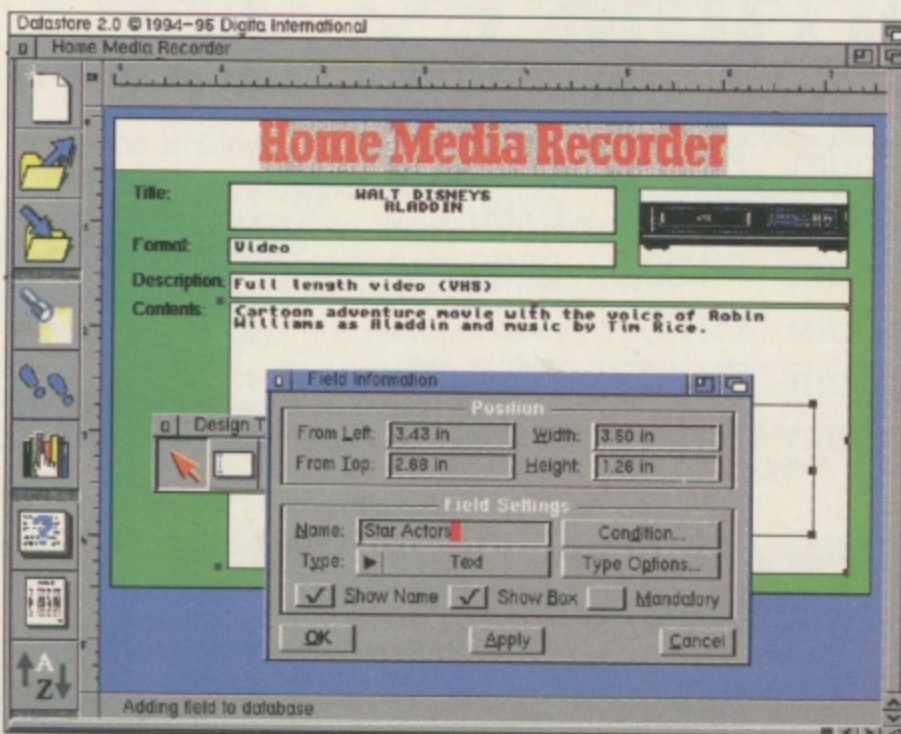 Datastore 2.0 ©1994-95 Digita International
Home Media Recorder
Home Media Recorder
Title:
WALT DISNEYS
ALADDIN
Format:
Video
Description:
Full length video (VHS)
Contents:
Cartoon adventure movie with the voice of Robin
Williams as Aladdin and music by Tim Rice.
Field information
Position
From Left: 3.43 in Width: 3.50 in
From Top: 2.68 in Height: 1.26 in
Design T
Field Settings
Name: Star Actors Condition...
Type: Text Type Options...
Show Name Show Box Mandatory
OK Apply Cancel
A
Z
Adding field to database